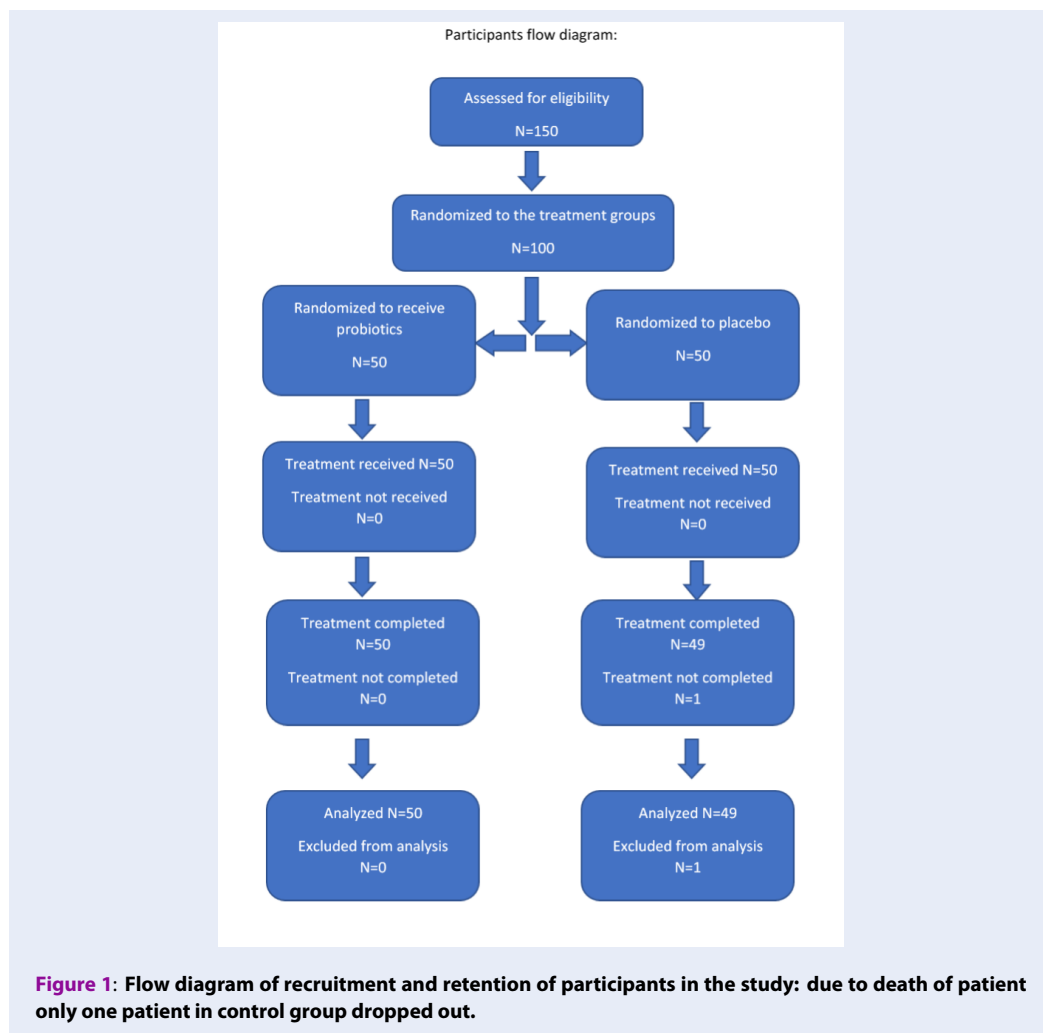 Participants flow diagram:
Assessed for eligibility
N=150
Randomized to the treatment groups
N=100
Randomized to receive
probiotics
N=50
Randomized to placebo
N=50
Treatment received N=50
Treatment not received
N=0
Treatment received N=50
Treatment not received
N=0
Treatment completed
N=50
Treatment not completed
N=0
Treatment completed
N=49
Treatment not completed
N=1
Analyzed N=50
Excluded from analysis
N=0
Analyzed N=49
Excluded from analysis
N=1
Figure 1: Flow diagram of recruitment and retention of participants in the study: due to death of patient
only one patient in control group dropped out.